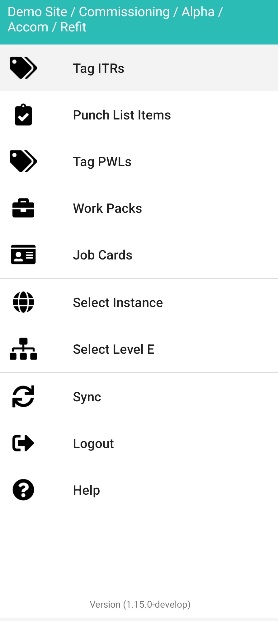 Demo Site / Commissioning / Alpha /
Accom / Refit
Tag ITRs
Punch List Items
Tag PWLs
Work Packs
Job Cards
Select Instance
Select Level E
Sync
Logout
Help
Version (1.15.0-develop)